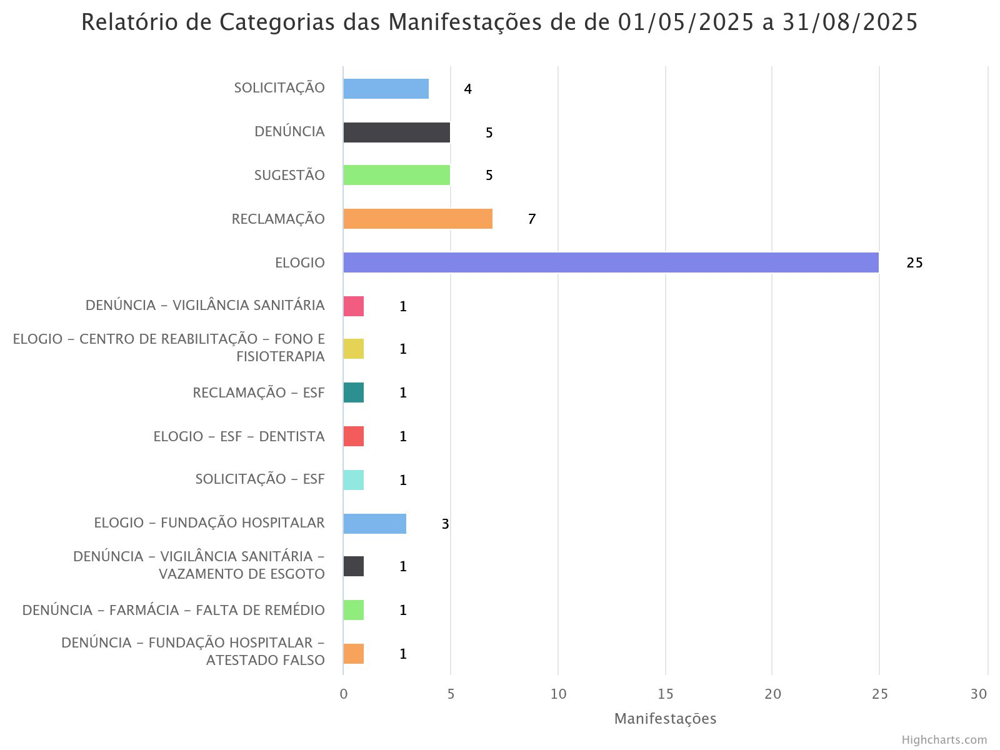 Relatório de Categorias das Manifestações de de 01/05/2025 a 31/08/2025
SOLICITAÇÃO 4
DENÚNCIA 5
SUGESTÃO 5
RECLAMAÇÃO 7
ELOGIO 25
DENÚNCIA - VIGILÂNCIA SANITÁRIA 1
ELOGIO - CENTRO DE REABILITAÇÃO - FONO E
FISIOTERAPIA 1
RECLAMAÇÃO - ESF 1
ELOGIO - ESF - DENTISTA 1
SOLICITAÇÃO - ESF 1
ELOGIO - FUNDAÇÃO HOSPITALAR 3
DENÚNCIA - VIGILÂNCIA SANITÁRIA -
VAZAMENTO DE ESGOTO 1
DENÚNCIA - FARMÁCIA - FALTA DE REMÉDIO 1
DENÚNCIA - FUNDAÇÃO HOSPITALAR -
ATESTADO FALSO 1
0 5 10 15 20 25 30
Manifestações
Highcharts.com